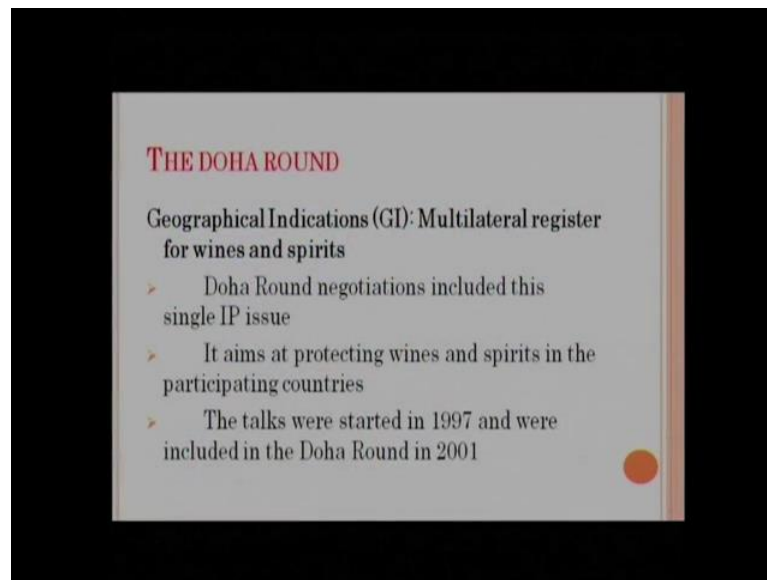 THE DOHA ROUND
Geographical Indications (GI): Multilateral register
for wines and spirits
➢ Doha Round negotiations included this
single IP issue
➢ It aims at protecting wines and spirits in the
participating countries
➢ The talks were started in 1997 and were
included in the Doha Round in 2001